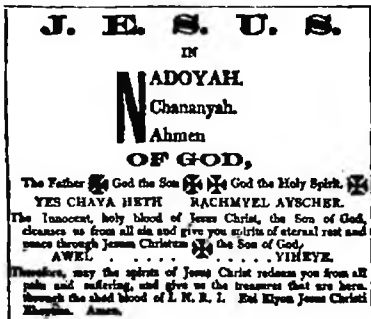 J. E. S. U. S.
IN
NADOYAH.
Chananyah.
Ahmen
OF GOD,
The Father ✠ God the Son ✠ ✠ God the Holy Spirit. ✠
YES CHAYA HETH RACHMYEL AYSCHER.
The Innocent, holy blood of Jesus Christ, the Son of God,
cleanses us from all sin and give you spirits of eternal rest and
peace through Jesum Christum ✠ the Son of God,
AWEL . . . . . . . . . YIHEYE.
Therefore, may the spirits of Jesus Christ redeem you from all
pain and suffering, and give us the treasures that are here.
through the shed blood of I. N. R. I. Jesus Christi
Amen.